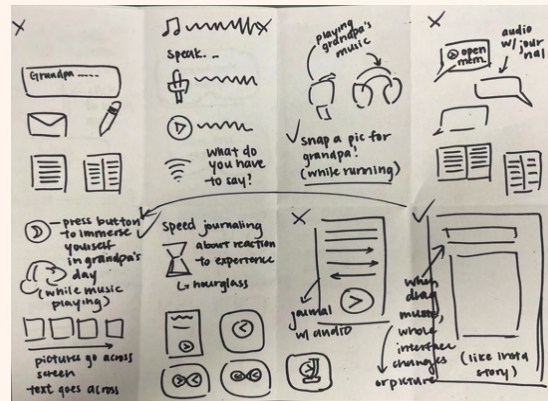 Grandpa ....
Speak...
what do
you have
to say?
playing
grandpa's
music
snap a pic for
grandpa!
(while running)
open
mem.
audio
w/ jour
nal
press button
to immerse
yourself
in grandpa's
day
(while music
playing)
pictures go across
screen
text goes across
Speed journaling
about reaction
to experience
↳ hourglass
journal
w/ audio
when
drag
music,
whole
interface
changes
or picture
(like insta
story)